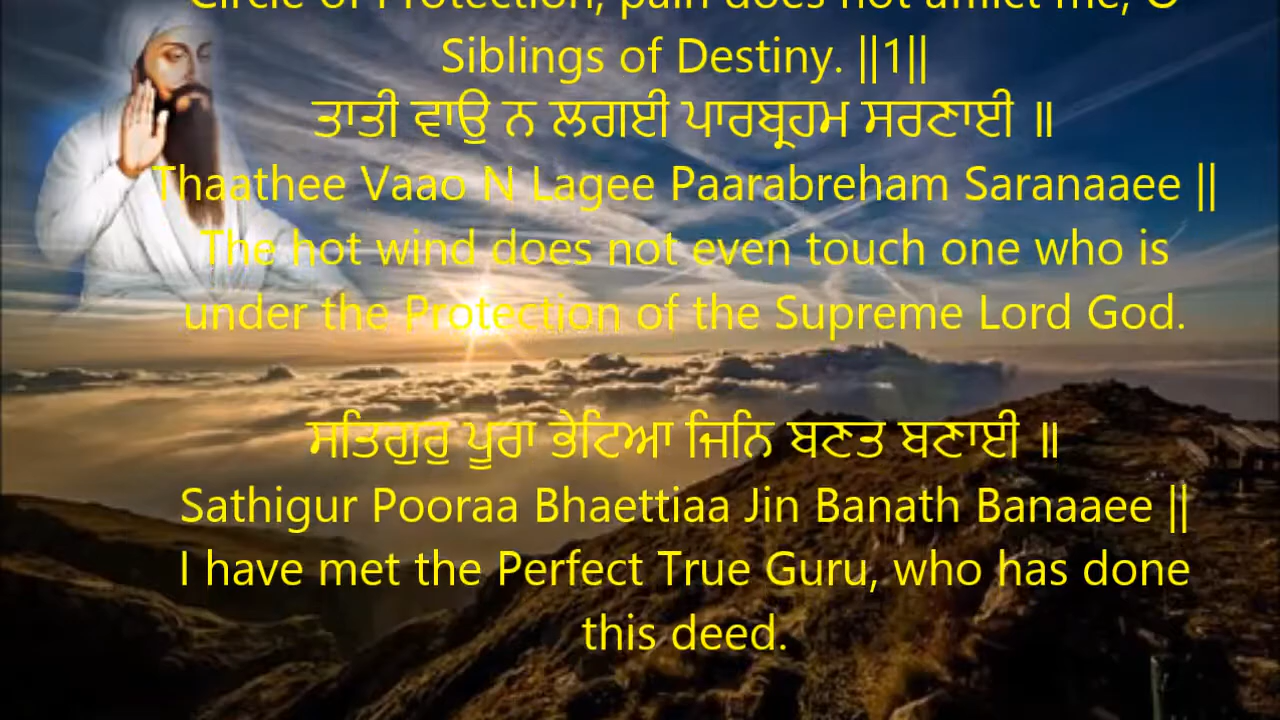 Circle of Protection, pain does not afflict me, O
Siblings of Destiny. ||1||
ਤਾਤੀ ਵਾਉ ਨ ਲਗਈ ਪਾਰਬ੍ਰਹਮ ਸਰਣਾਈ ॥
Thaathee Vaao N Lagee Paarabreham Saranaaee ||
The hot wind does not even touch one who is
under the Protection of the Supreme Lord God.
ਸਤਿਗੁਰੁ ਪੂਰਾ ਭੇਟਿਆ ਜਿਨਿ ਬਣਤ ਬਣਾਈ ॥
Sathigur Pooraa Bhaettiaa Jin Banath Banaaee ||
I have met the Perfect True Guru, who has done
this deed.